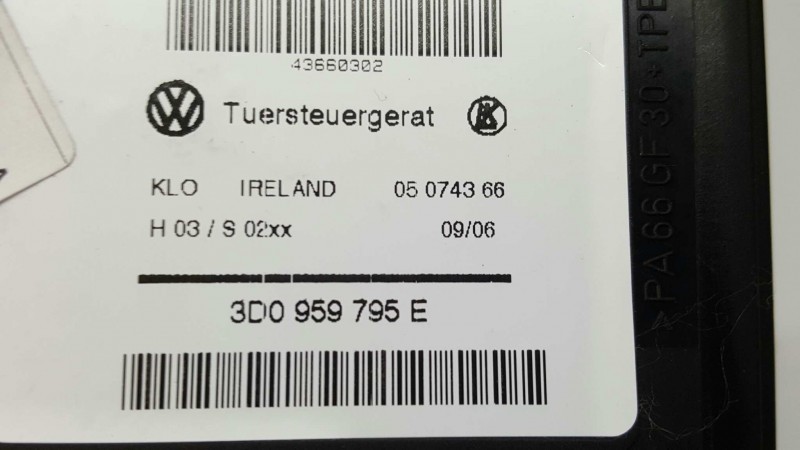 43660302
VW Tuersteuergerat K
KLO IRELAND 05 0743 66
H 03 / S 02xx 09/06
3D0 959 795 E
>PA 66 GF 30+TPE